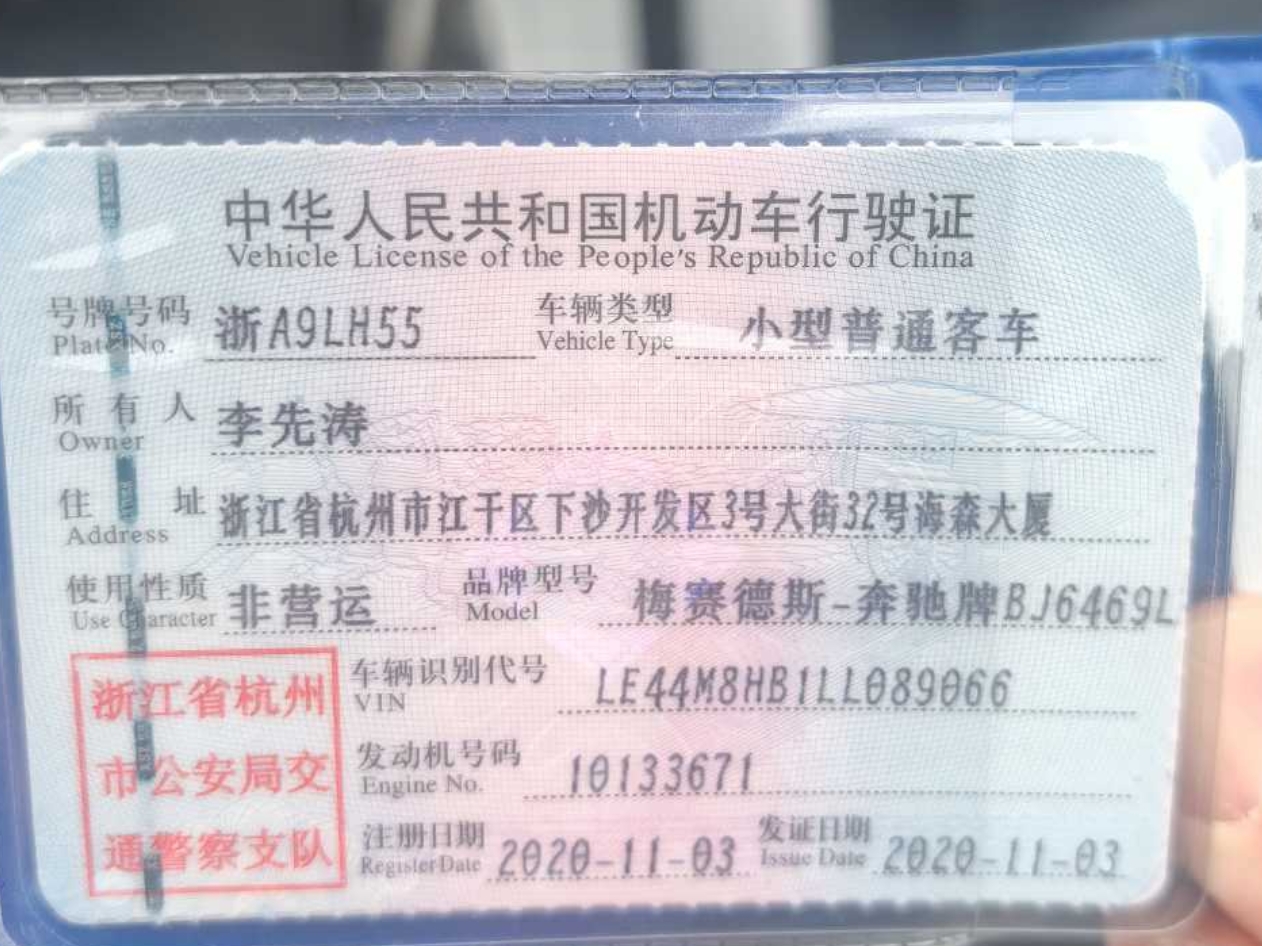 中华人民共和国机动车行驶证
Vehicle License of the People's Republic of China
号牌号码 浙A9LH55 车辆类型 小型普通客车
Plate No. Vehicle Type
所有人 李先涛
Owner
住址 浙江省杭州市江干区下沙开发区3号大街32号海森大厦
Address
使用性质 非营运 品牌型号 梅赛德斯-奔驰牌BJ6469L
Use Character Model
车辆识别代号 LE44M8HB1LL089066
VIN
发动机号码 10133671
Engine No.
注册日期 2020-11-03 发证日期 2020-11-03
Register Date Issue Date
浙江省杭州
市公安局交
通警察支队